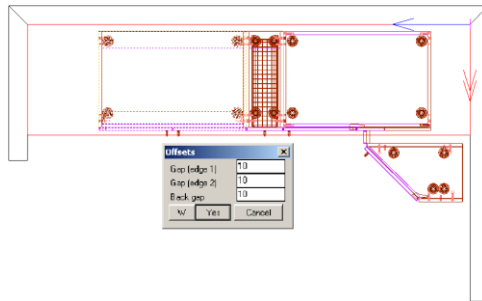 Offsets
Gap (edge 1) 10
Gap (edge 2) 10
Back gap 10
W Yes Cancel